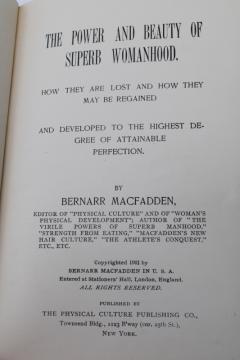 THE POWER AND BEAUTY OF
SUPERB WOMANHOOD.
HOW THEY ARE LOST AND HOW THEY
MAY BE REGAINED
AND DEVELOPED TO THE HIGHEST DE-
GREE OF ATTAINABLE
PERFECTION.
BY
BERNARR MACFADDEN,
EDITOR OF "PHYSICAL CULTURE" AND OF "WOMAN'S
PHYSICAL DEVELOPMENT"; AUTHOR OF "THE
VIRILE POWERS OF SUPERB MANHOOD,"
"STRENGTH FROM EATING," "MACFADDEN'S NEW
HAIR CULTURE," "THE ATHLETE'S CONQUEST,"
ETC., ETC.
Copyrighted 1901 by
BERNARR MACFADDEN IN U. S. A.
Entered at Stationers' Hall, London, England.
ALL RIGHTS RESERVED.
PUBLISHED BY
THE PHYSICAL CULTURE PUBLISHING CO.,
Townsend Bldg., 1123 B'way (cor. 25th St.),
NEW YORK.